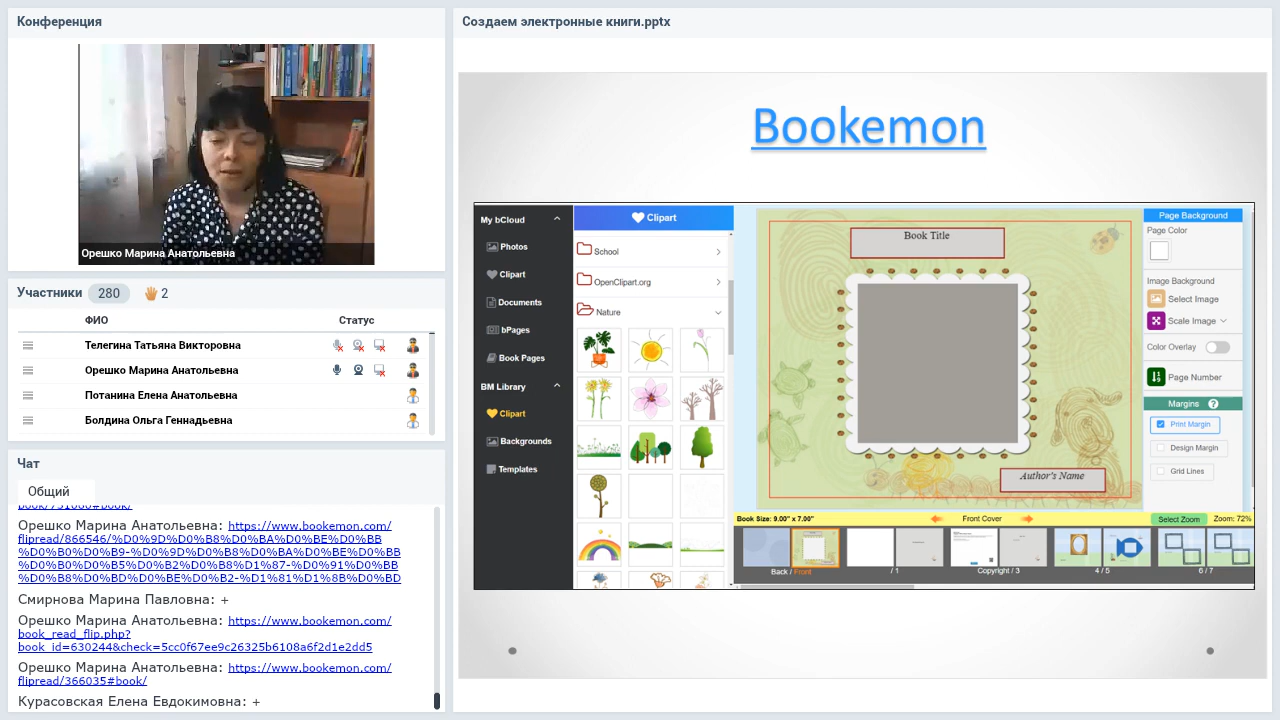 Конференция
Орешко Марина Анатольевна
Участники 280 2
ФИО Статус
Телегина Татьяна Викторовна
Орешко Марина Анатольевна
Потанина Елена Анатольевна
Болдина Ольга Геннадьевна
Чат
Общий
Орешко Марина Анатольевна: https://www.bookemon.com/
flipread/866546/%D0%9D%D0%B8%D0%BA%D0%BE%D0%BB
%D0%B0%D0%B9-%D0%9D%D0%B8%D0%BA%D0%BE%D0%BB
%D0%B0%D0%B5%D0%B2%D0%B8%D1%87-%D0%91%D0%BB
%D0%B8%D0%BD%D0%BE%D0%B2-%D1%81%D1%8B%D0%BD
Смирнова Марина Павловна: +
Орешко Марина Анатольевна: https://www.bookemon.com/
book_read_flip.php?
book_id=630244&check=5cc0f67ee9c26325b6108a6f2d1e2dd5
Орешко Марина Анатольевна: https://www.bookemon.com/
flipread/366035#book/
Курасовская Елена Евдокимовна: +
Создаем электронные книги.pptx
Bookemon
My bCloud
Photos
Clipart
Documents
bPages
Book Pages
BM Library
Clipart
Backgrounds
Templates
Clipart
School
OpenClipart.org
Nature
Book Title
Author's Name
Page Background
Page Color
Image Background
Select Image
Scale Image
Color Overlay
Page Number
Margins ?
Print Margin
Design Margin
Grid Lines
Book Size: 9.00" x 7.00" Front Cover Select Zoom Zoom: 72%
Back / Front / 1 Copyright / 3 4 / 5 6 / 7